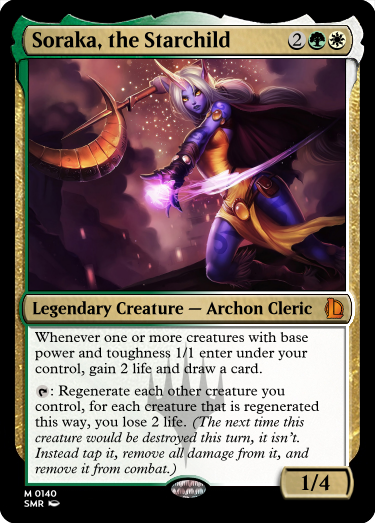 Soraka, the Starchild 2
Legendary Creature — Archon Cleric
Whenever one or more creatures with base
power and toughness 1/1 enter under your
control, gain 2 life and draw a card.
: Regenerate each other creature you
control, for each creature that is regenerated
this way, you lose 2 life. (The next time this
creature would be destroyed this turn, it isn't.
Instead tap it, remove all damage from it, and
remove it from combat.)
1/4
M 0140
SMR